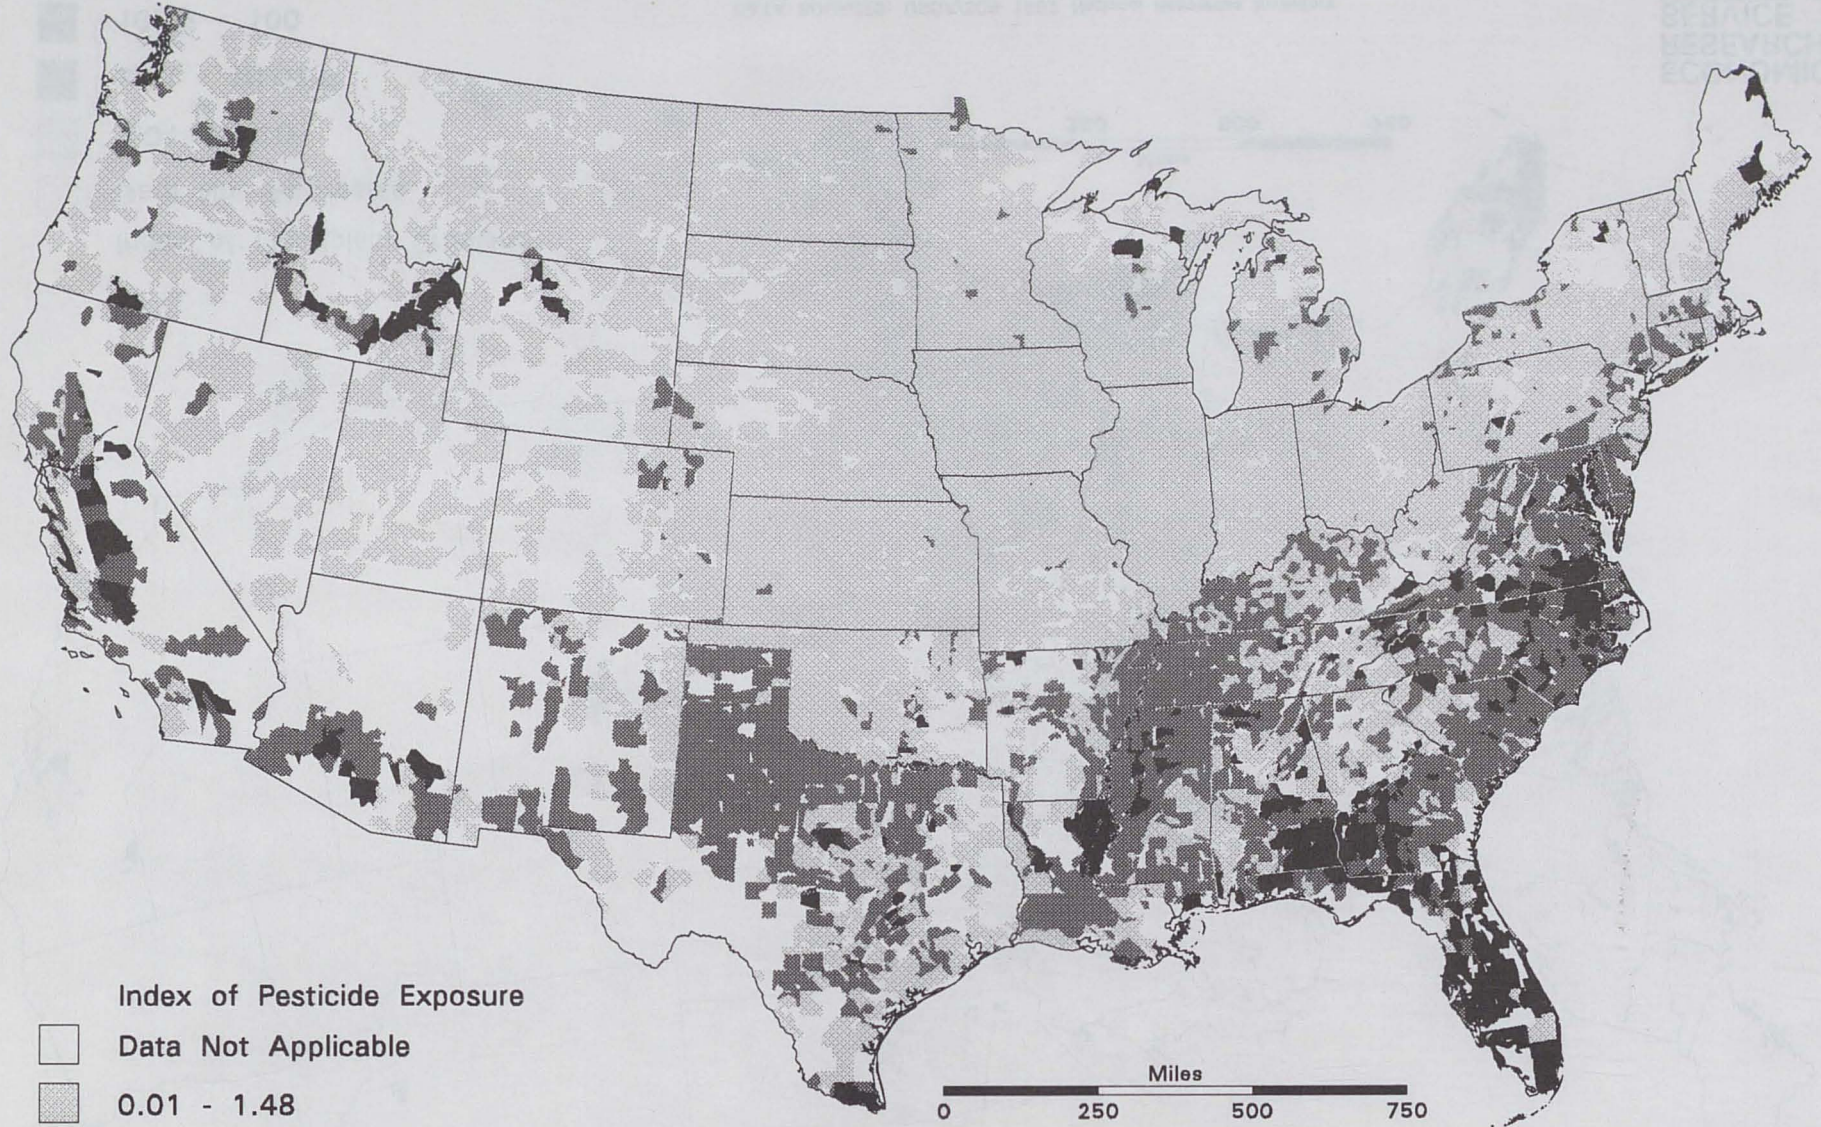 Index of Pesticide Exposure
Data Not Applicable
0.01 - 1.48
Miles
0 250 500 750